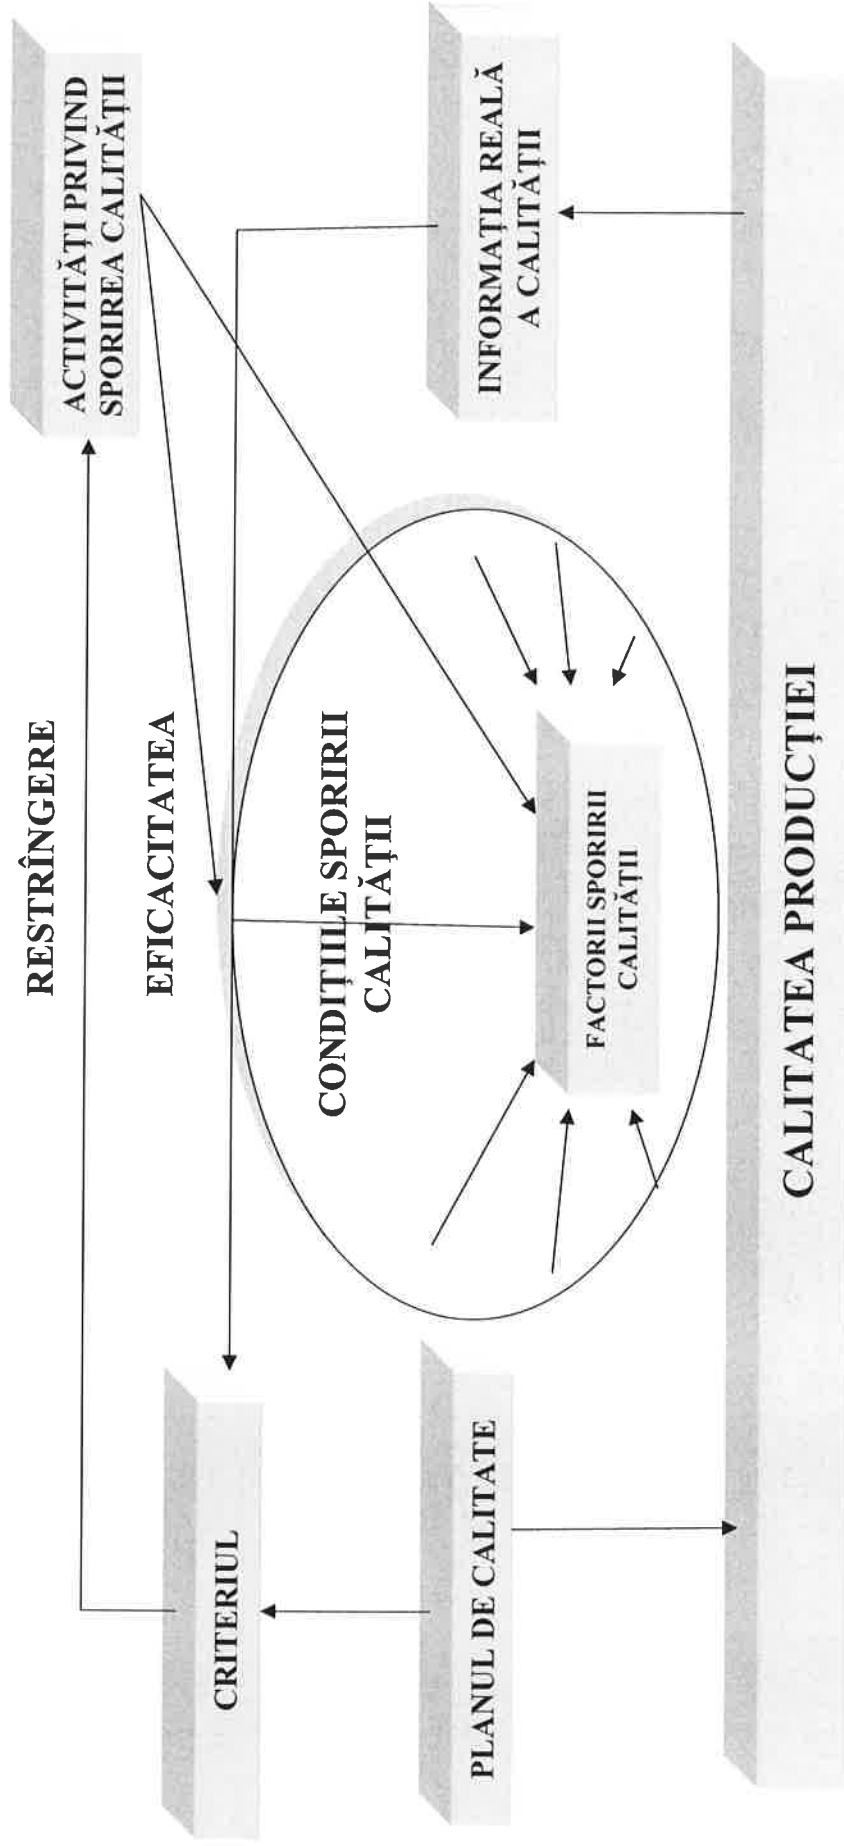 RESTRÎNGERE
ACTIVITĂȚI PRIVIND
SPORIREA CALITĂȚII
EFICACITATEA
CRITERIUL
CONDIȚIILE SPORIRII
CALITĂȚII
INFORMAȚIA REALĂ
A CALITĂȚII
PLANUL DE CALITATE
FACTORII SPORIRII
CALITĂȚII
CALITATEA PRODUCȚIEI